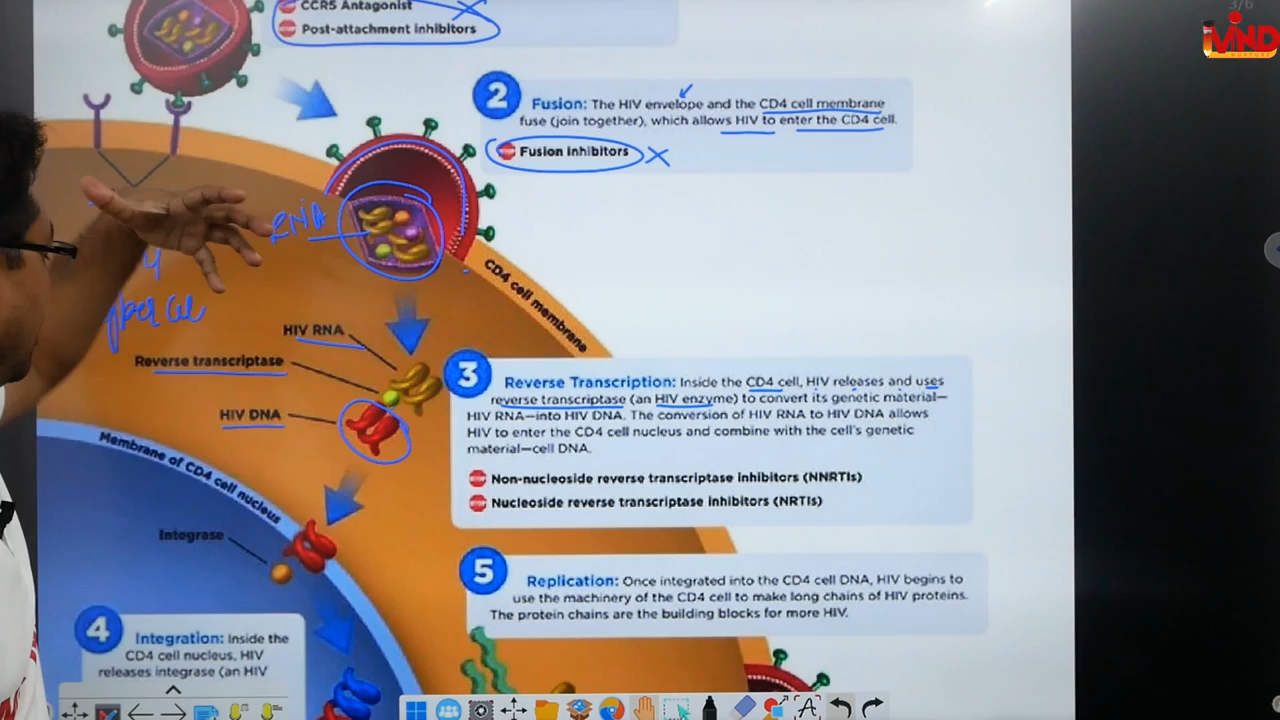 3/6
MIND
CCR5 Antagonist
Post-attachment inhibitors
2
Fusion: The HIV envelope and the CD4 cell membrane
fuse (join together), which allows HIV to enter the CD4 cell.
Fusion inhibitors
RNA
CD4 cell membrane
HIV RNA
Reverse transcriptase
HIV DNA
3
Reverse Transcription: Inside the CD4 cell, HIV releases and uses
reverse transcriptase (an HIV enzyme) to convert its genetic material—
HIV RNA—into HIV DNA. The conversion of HIV RNA to HIV DNA allows
HIV to enter the CD4 cell nucleus and combine with the cell's genetic
material—cell DNA.
STOP Non-nucleoside reverse transcriptase inhibitors (NNRTIs)
STOP Nucleoside reverse transcriptase inhibitors (NRTIs)
Membrane of CD4 cell nucleus
Integrase
5
Replication: Once integrated into the CD4 cell DNA, HIV begins to
use the machinery of the CD4 cell to make long chains of HIV proteins.
The protein chains are the building blocks for more HIV.
4
Integration: Inside the
CD4 cell nucleus, HIV
releases integrase (an HIV